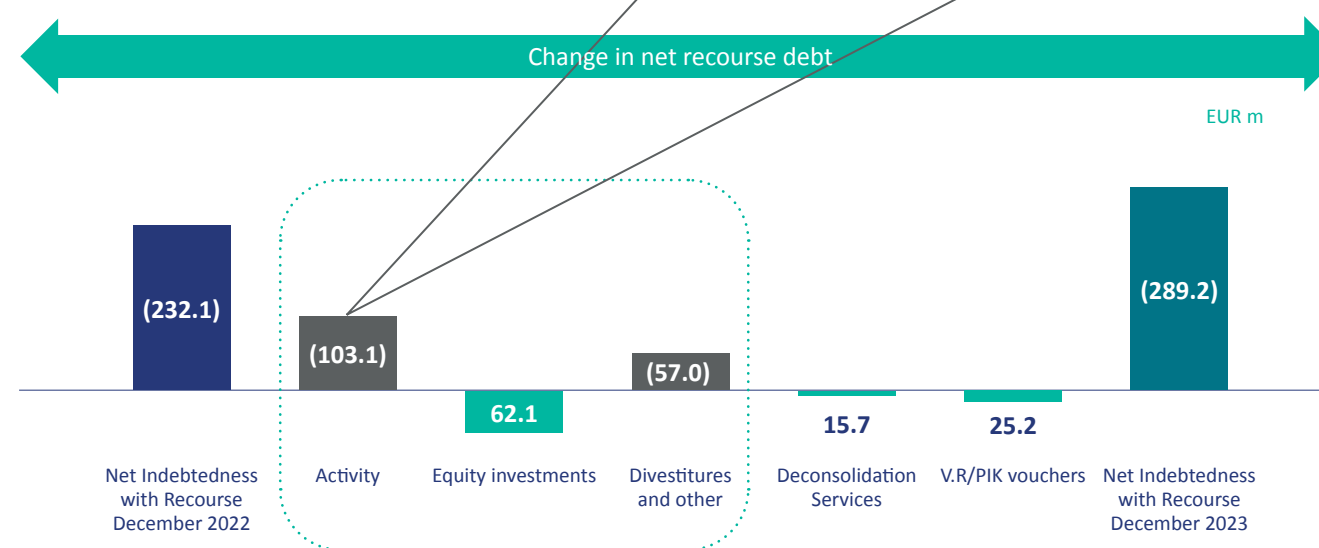 Change in net recourse debt
EUR m
(232.1)
(103.1)
62.1
(57.0)
15.7
25.2
(289.2)
Net Indebtedness
with Recourse
December 2022
Activity
Equity investments
Divestitures
and other
Deconsolidation
Services
V.R/PIK vouchers
Net Indebtedness
with Recourse
December 2023